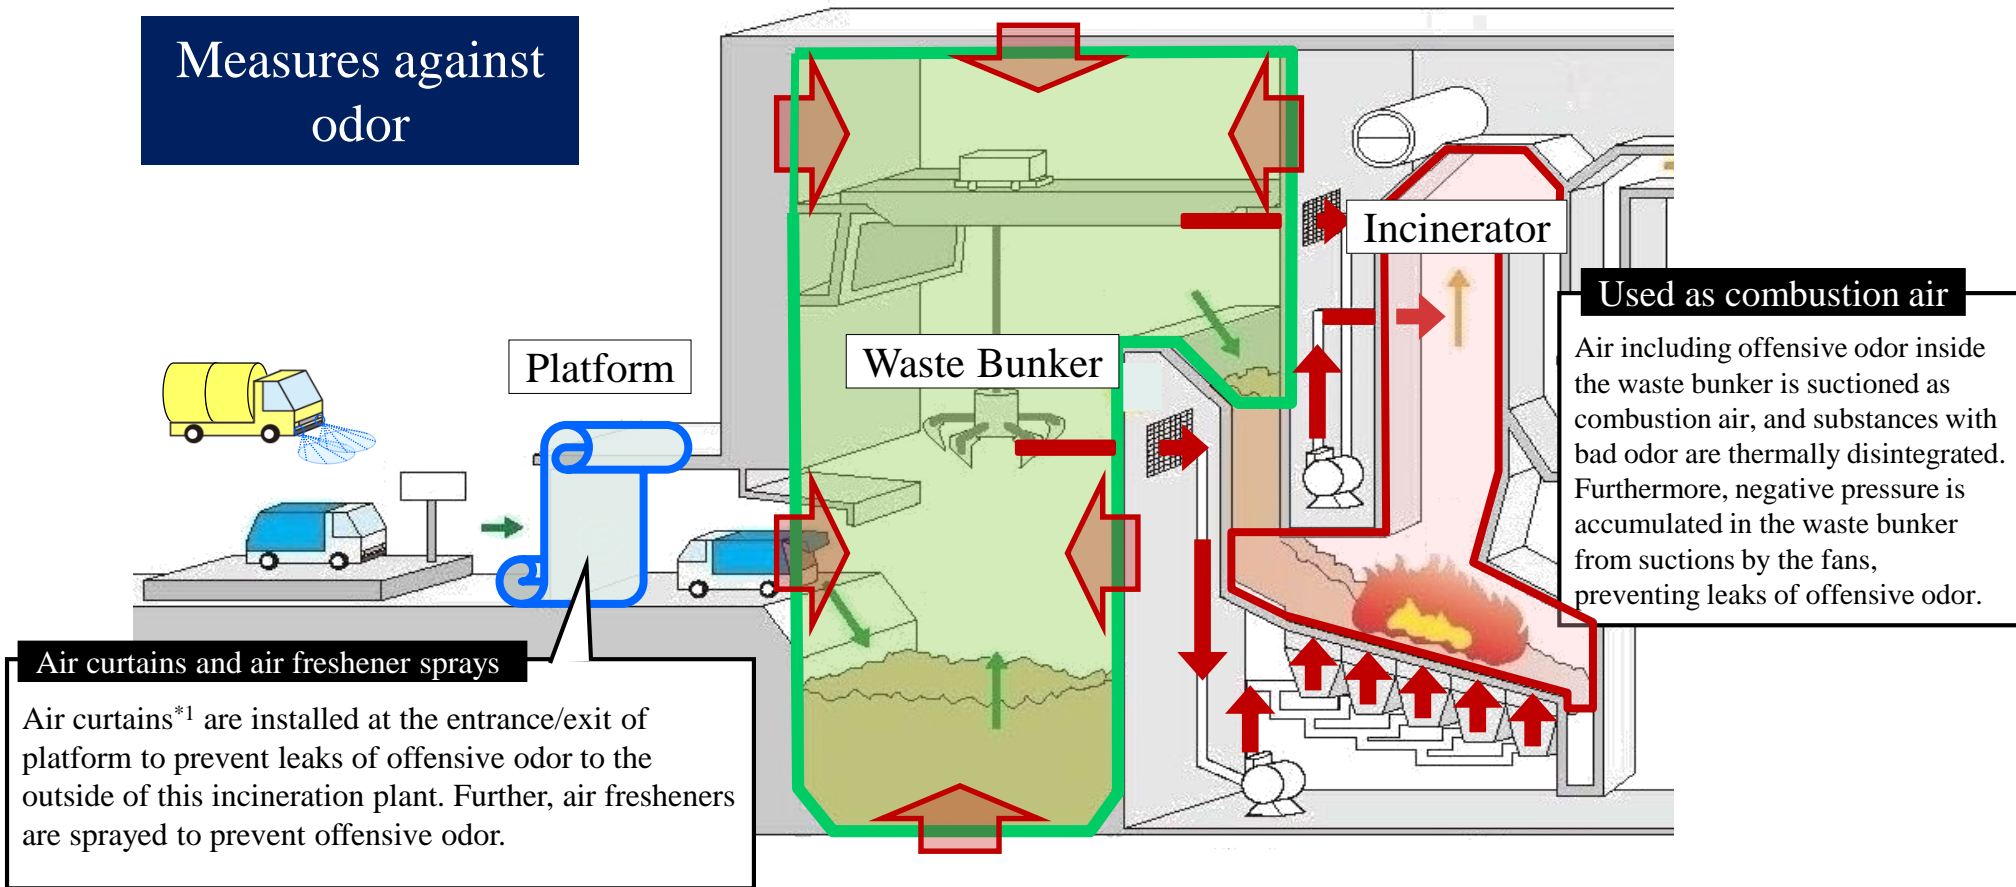 Measures against
odor
Platform
Waste Bunker
Incinerator
Used as combustion air
Air including offensive odor inside
the waste bunker is suctioned as
combustion air, and substances with
bad odor are thermally disintegrated.
Furthermore, negative pressure is
accumulated in the waste bunker
from suctions by the fans,
preventing leaks of offensive odor.
Air curtains and air freshener sprays
Air curtains*1 are installed at the entrance/exit of
platform to prevent leaks of offensive odor to the
outside of this incineration plant. Further, air fresheners
are sprayed to prevent offensive odor.